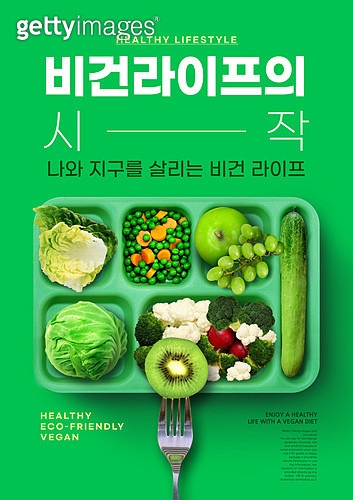 gettyimages®
HEALTHY LIFESTYLE
비건라이프의
시 작
나와 지구를 살리는 비건 라이프
HEALTHY
ECO-FRIENDLY
VEGAN
ENJOY A HEALTHY
LIFE WITH A VEGAN DIET